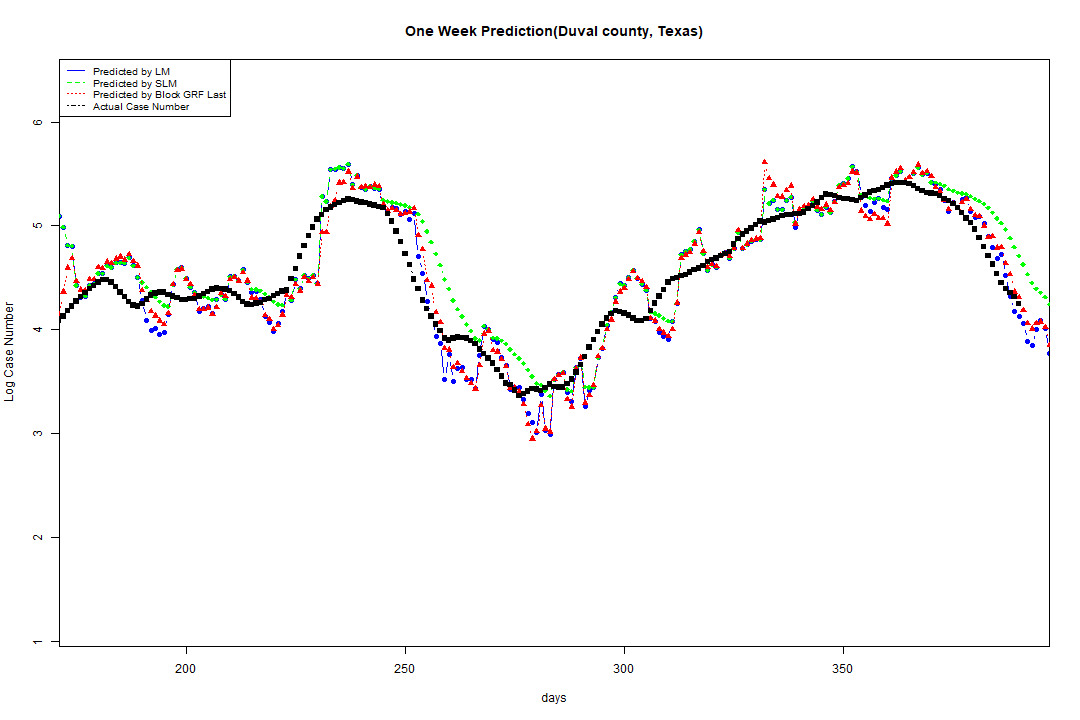 One Week Prediction(Duval county, Texas)
Predicted by LM
Predicted by SLM
Predicted by Block GRF Last
Actual Case Number
6
5
4
3
2
1
Log Case Number
200 250 300 350
days